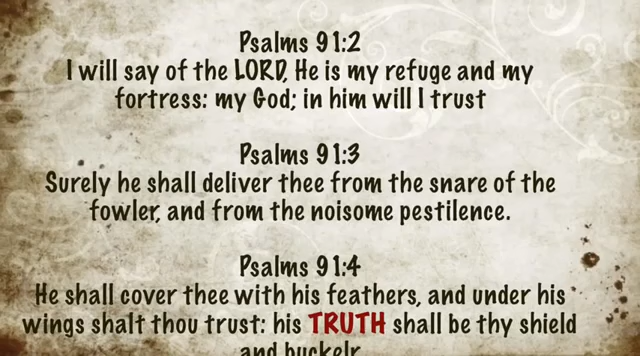 Psalms 91:2
I will say of the LORD, He is my refuge and my
fortress: my God; in him will I trust
Psalms 91:3
Surely he shall deliver thee from the snare of the
fowler, and from the noisome pestilence.
Psalms 91:4
He shall cover thee with his feathers, and under his
wings shalt thou trust: his TRUTH shall be thy shield
and buckelr